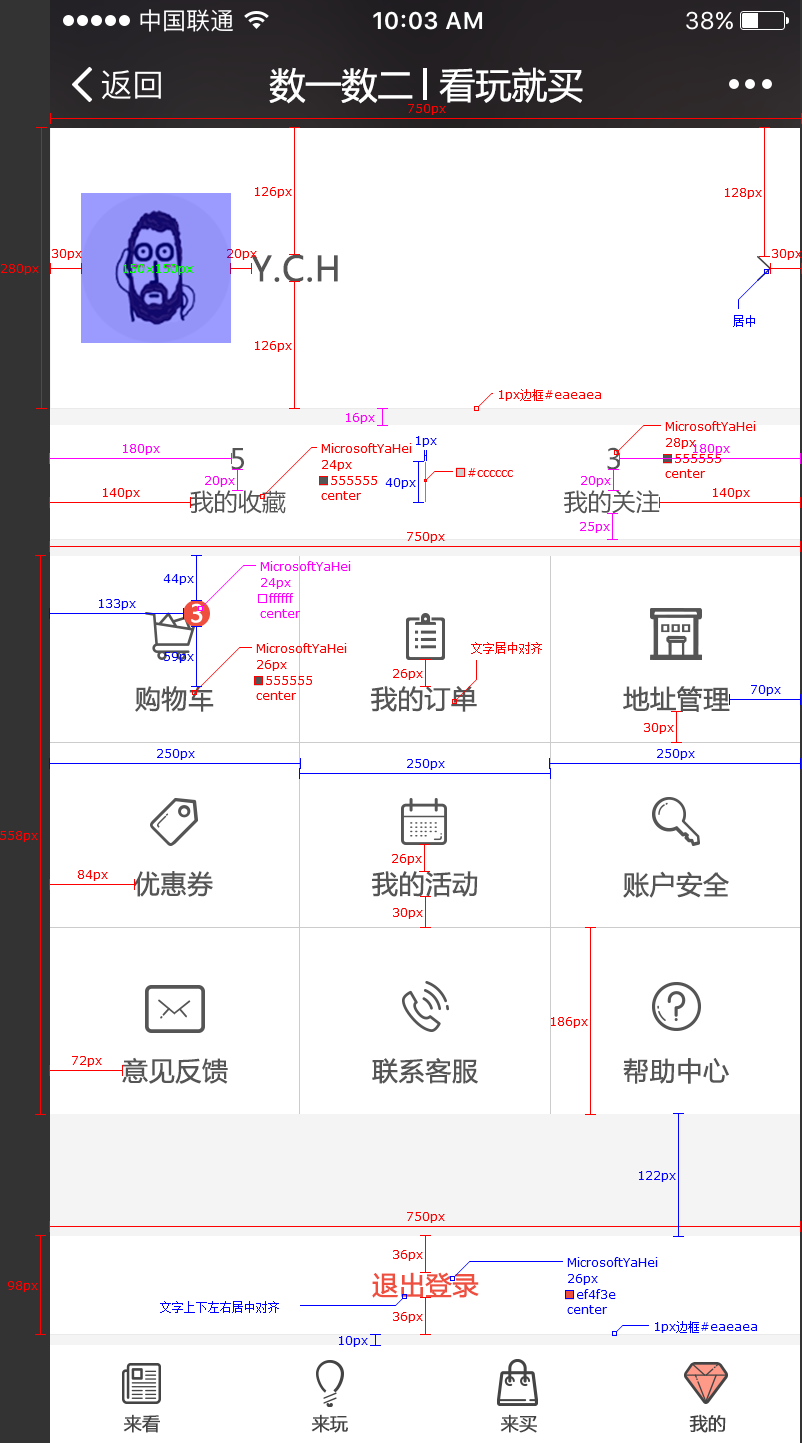 中国联通 10:03 AM 38%
返回 数一数二 | 看玩就买
750px
126px 128px
30px 20px 30px
280px 150×150px Y.C.H
居中
126px
1px边框#eaeaea
16px
180px 5 MicrosoftYaHei 1px 3 MicrosoftYaHei
24px 28px 180px
20px 555555 40px #cccccc 20px 555555
center center
140px 我的收藏 我的关注 140px
25px
750px
44px MicrosoftYaHei
24px
133px ffffff
3 center
59px MicrosoftYaHei 文字居中对齐
26px 26px
555555
center
购物车 我的订单 地址管理 70px
30px
250px 250px 250px
558px
26px
84px 优惠券 我的活动 账户安全
30px
186px
72px 意见反馈 联系客服 帮助中心
122px
750px
36px MicrosoftYaHei
98px 退出登录 26px
ef4f3e
文字上下左右居中对齐 center
36px
10px 1px边框#eaeaea
来看 来玩 来买 我的